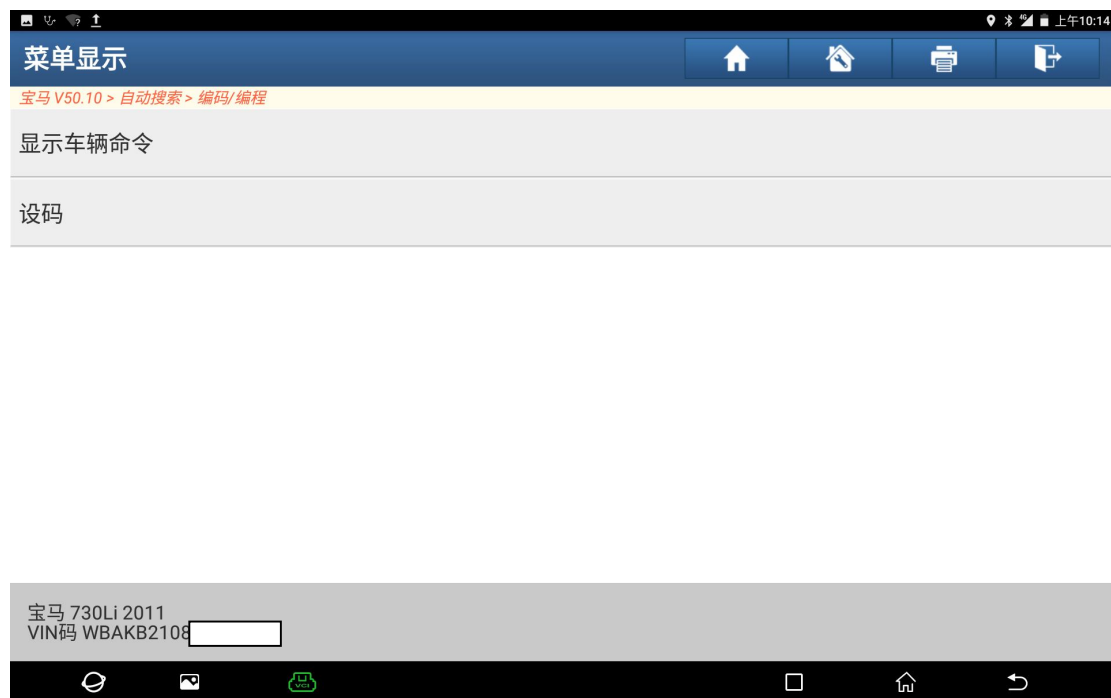 上午10:14
菜单显示
宝马 V50.10 > 自动搜索 > 编码/编程
显示车辆命令
设码
宝马 730Li 2011
VIN码 WBAKB2108
VCI